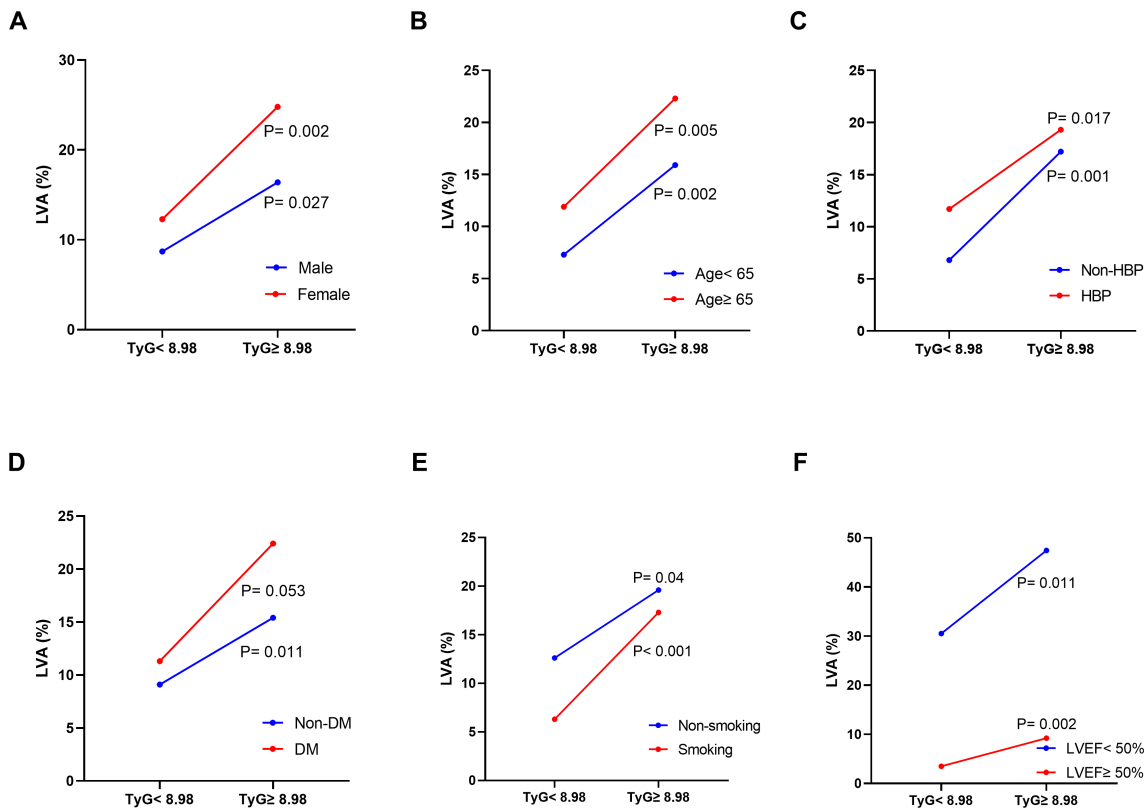 A
30
20
10
0
LVA (%)
P= 0.002
P= 0.027
Male
Female
TyG< 8.98
TyG≥ 8.98
B
25
20
15
10
5
0
LVA (%)
P= 0.005
P= 0.002
Age< 65
Age≥ 65
TyG< 8.98
TyG≥ 8.98
C
25
20
15
10
5
0
LVA (%)
P= 0.017
P= 0.001
Non-HBP
HBP
TyG< 8.98
TyG≥ 8.98
D
25
20
15
10
5
0
LVA (%)
P= 0.053
P= 0.011
Non-DM
DM
TyG< 8.98
TyG≥ 8.98
E
25
20
15
10
5
0
LVA (%)
P= 0.04
P< 0.001
Non-smoking
Smoking
TyG< 8.98
TyG≥ 8.98
F
50
40
30
20
10
0
LVA (%)
P= 0.011
P= 0.002
LVEF< 50%
LVEF≥ 50%
TyG< 8.98
TyG≥ 8.98